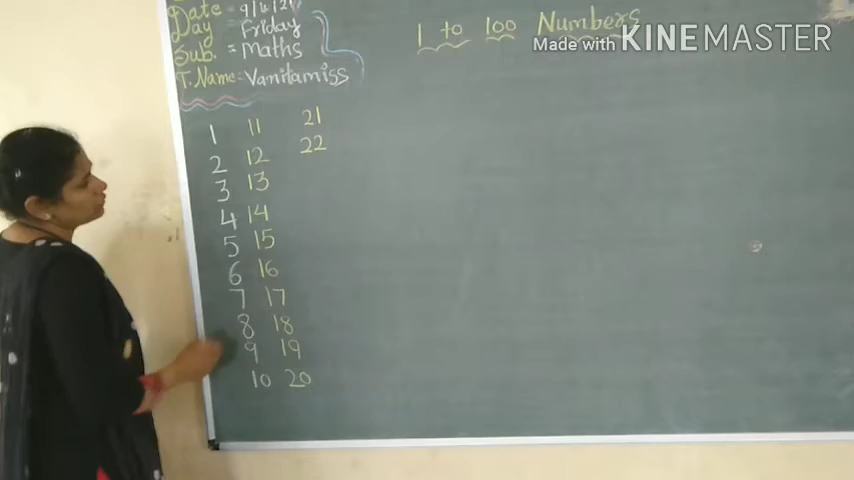 Date = 9/4/21
Day = Friday
Sub. = Maths
T. Name = Vanitamiss
1 to 100 Numbers
Made with KINEMASTER
1 11 21
2 12 22
3 13
4 14
5 15
6 16
7 17
8 18
9 19
10 20